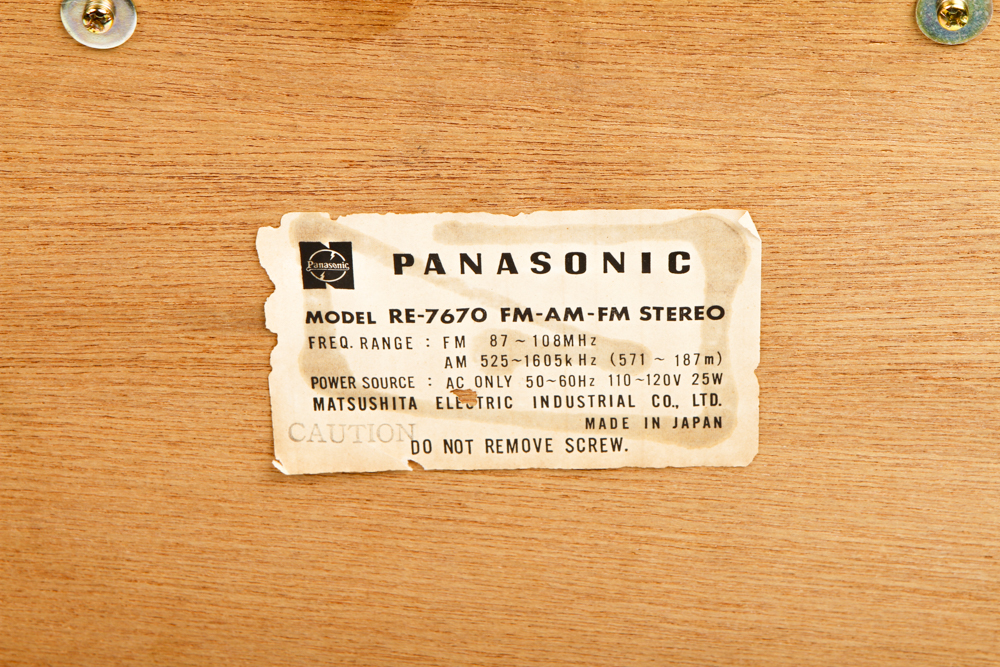 Panasonic
PANASONIC
MODEL RE-7670 FM-AM-FM STEREO
FREQ. RANGE : FM 87~108MHz
AM 525~1605kHz (571 ~ 187m)
POWER SOURCE : AC ONLY 50~60Hz 110~120V 25W
MATSUSHITA ELECTRIC INDUSTRIAL CO., LTD.
MADE IN JAPAN
CAUTION
DO NOT REMOVE SCREW.